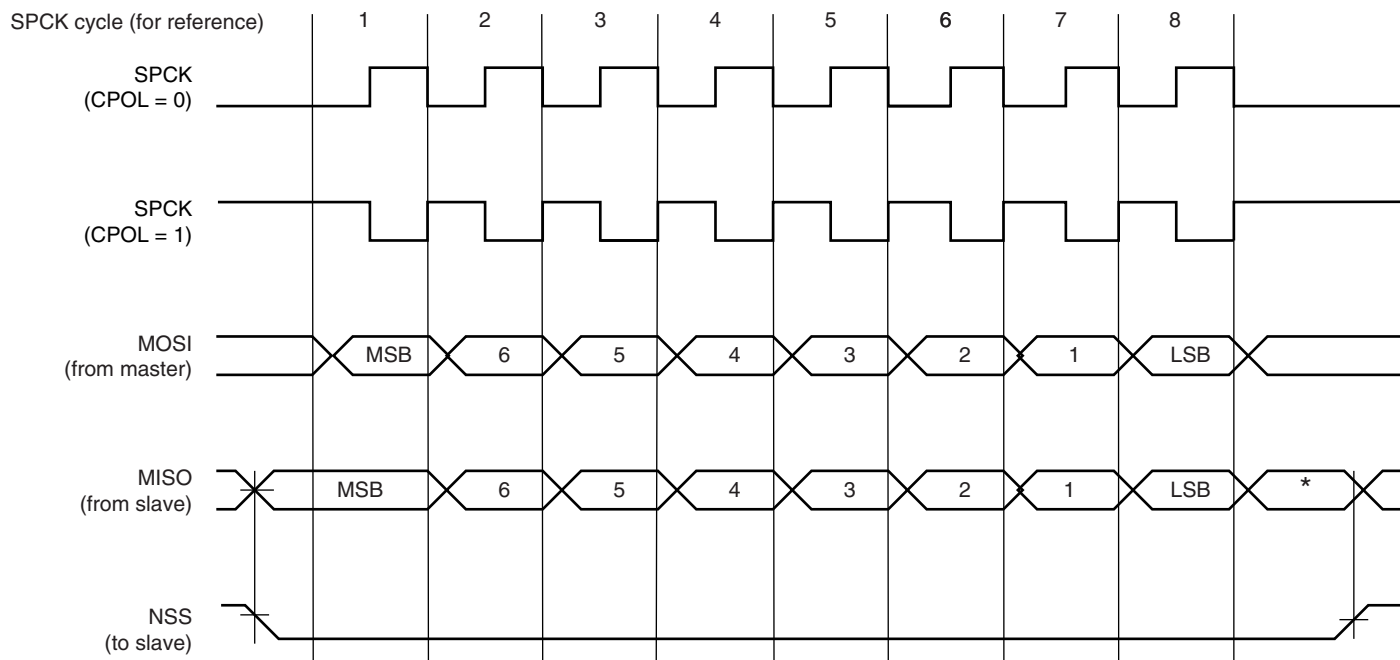 SPCK cycle (for reference) 1 2 3 4 5 6 7 8
SPCK
(CPOL = 0)
SPCK
(CPOL = 1)
MOSI
(from master)
MSB 6 5 4 3 2 1 LSB
MISO
(from slave)
MSB 6 5 4 3 2 1 LSB *
NSS
(to slave)